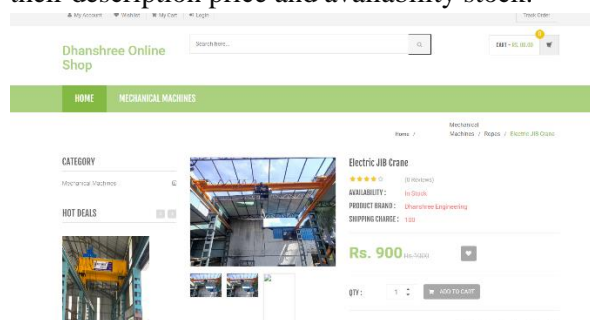 their description price and availability stock.
My Account Wishlist My Cart Login
Track Order
Dhanshree Online
Shop
Search here...
CART - RS. 00.00
0
HOME MECHANICAL MACHINES
Home / Mechanical
Machines / Ropes / Electric JIB Crane
CATEGORY
Mechanical Machines
HOT DEALS
Electric JIB Crane
(0 Reviews)
AVAILABILITY : In Stock
PRODUCT BRAND : Dhanshree Engineering
SHIPPING CHARGE : 120
Rs. 900
QTY : 1 ADD TO CART